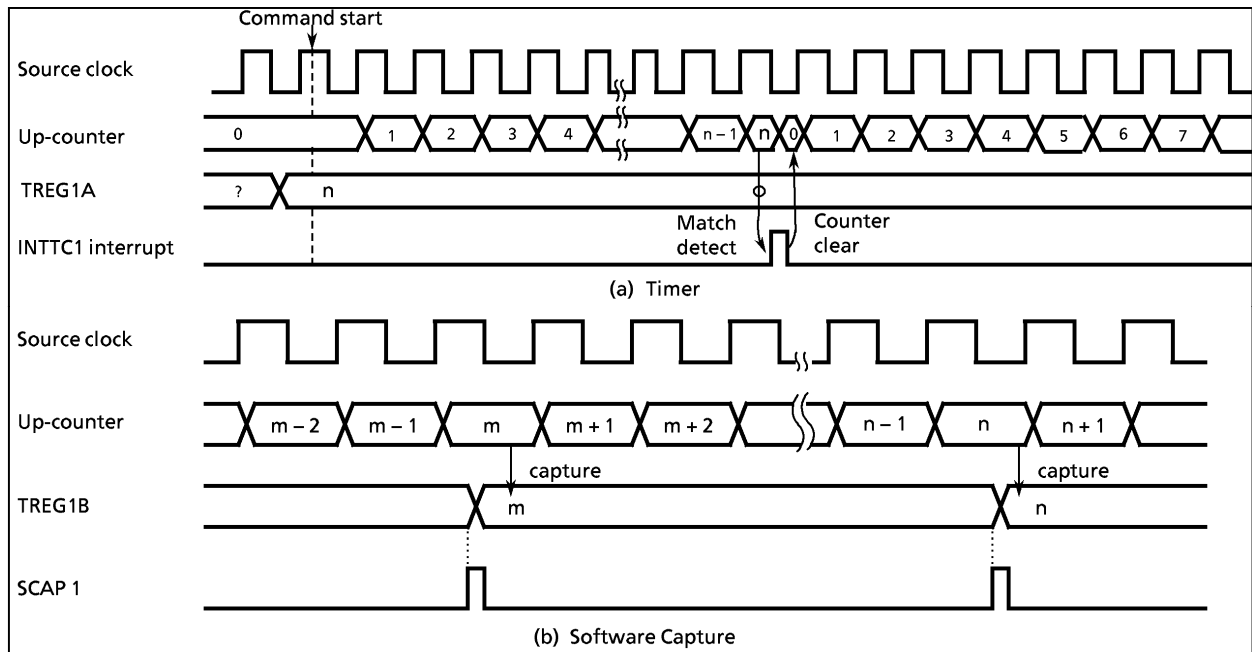 Command start
Source clock
Up-counter 0 1 2 3 4 n – 1 n 0 1 2 3 4 5 6 7
TREG1A ? n
Match detect
Counter clear
INTTC1 interrupt
(a) Timer
Source clock
Up-counter m – 2 m – 1 m m + 1 m + 2 n – 1 n n + 1
capture capture
TREG1B m n
SCAP 1
(b) Software Capture